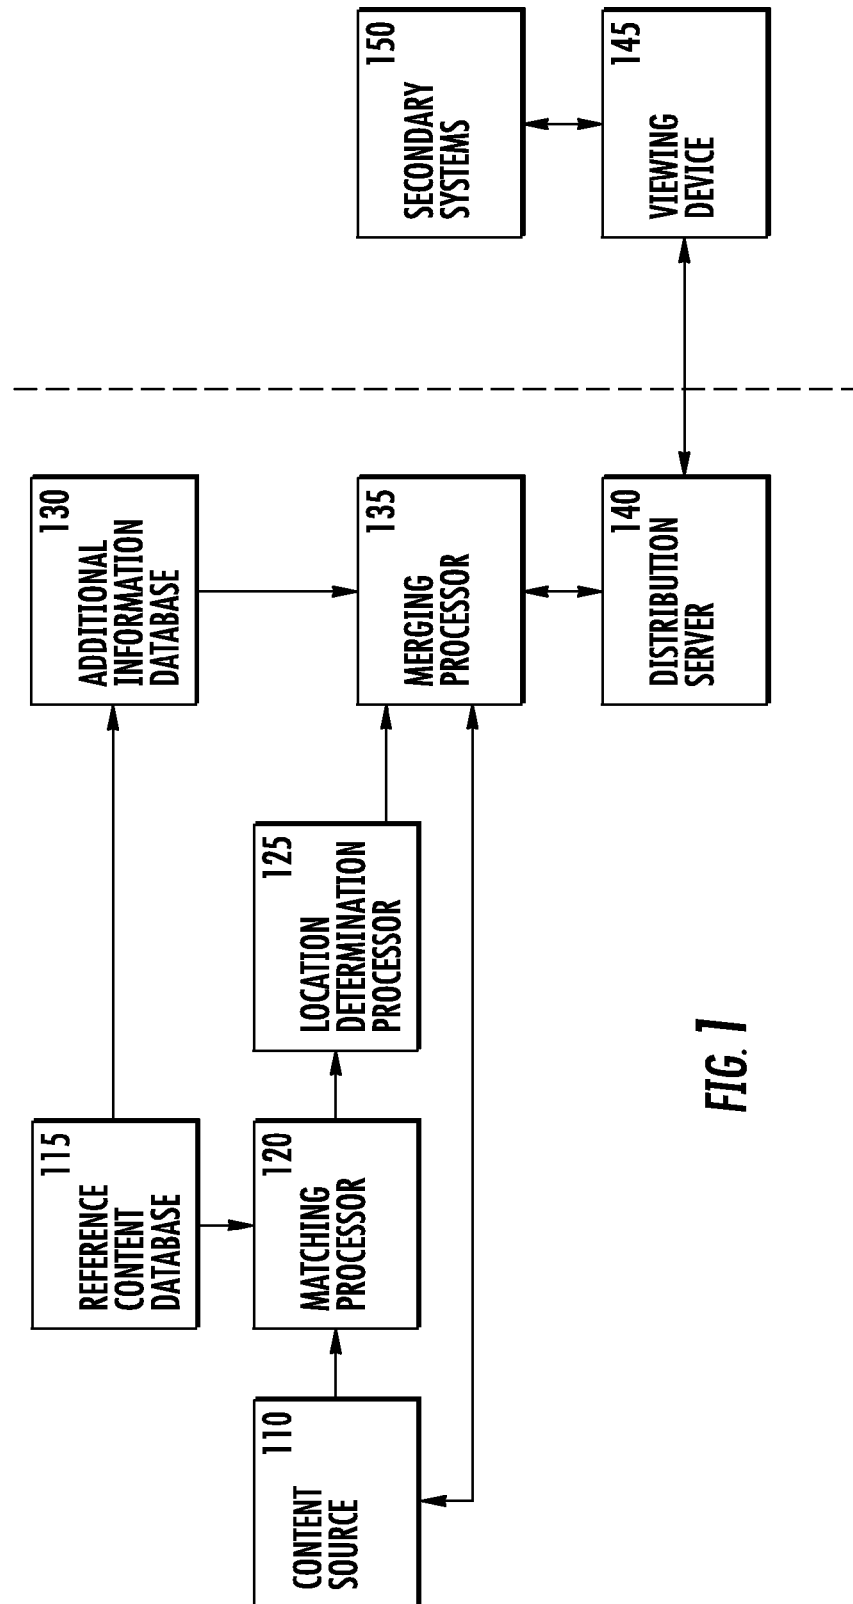 115
REFERENCE
CONTENT
DATABASE
130
ADDITIONAL
INFORMATION
DATABASE
110
CONTENT
SOURCE
120
MATCHING
PROCESSOR
125
LOCATION
DETERMINATION
PROCESSOR
135
MERGING
PROCESSOR
150
SECONDARY
SYSTEMS
140
DISTRIBUTION
SERVER
145
VIEWING
DEVICE
FIG. 1